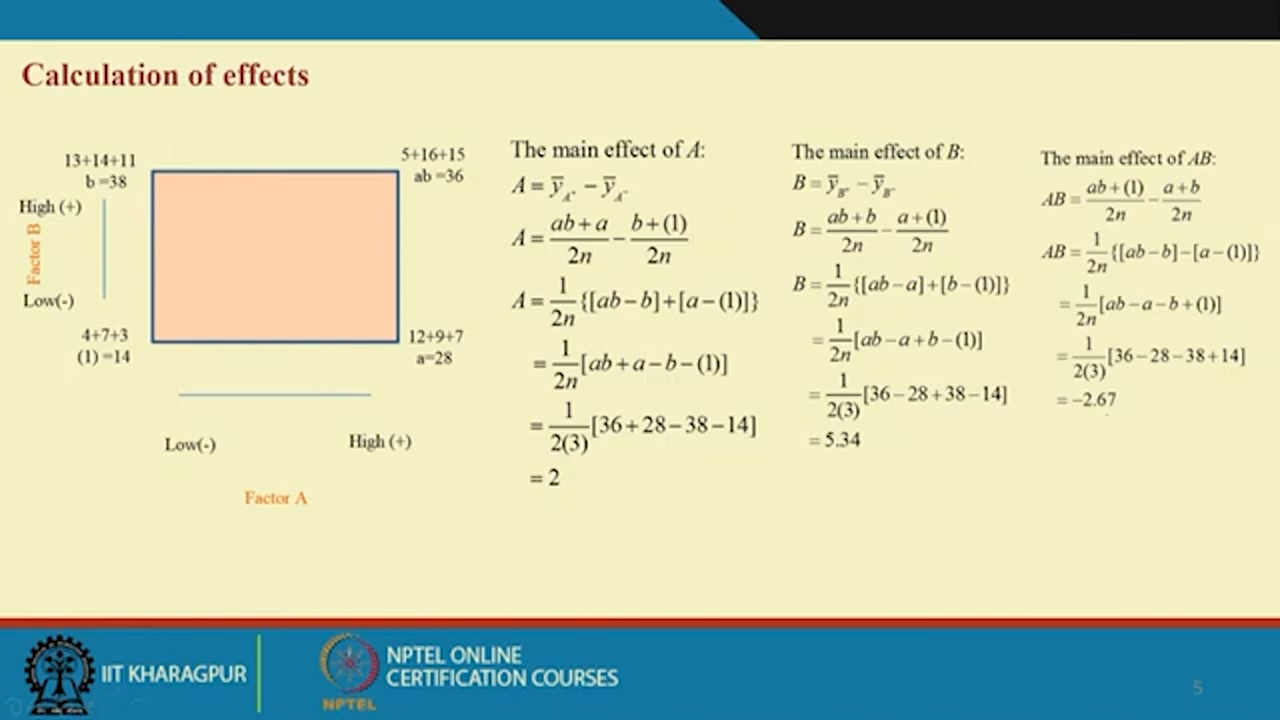 Calculation of effects
13+14+11
b =38
5+16+15
ab =36
High (+)
Factor B
Low(-)
4+7+3
(1) =14
12+9+7
a=28
Low(-)
High (+)
Factor A
The main effect of A:
A = ȳ_A⁺ − ȳ_A⁻
A = (ab + a)/2n − (b + (1))/2n
A = 1/2n {[ab − b] + [a − (1)]}
= 1/2n [ab + a − b − (1)]
= 1/2(3) [36 + 28 − 38 − 14]
= 2
The main effect of B:
B = ȳ_B⁺ − ȳ_B⁻
B = (ab + b)/2n − (a + (1))/2n
B = 1/2n {[ab − a] + [b − (1)]}
= 1/2n [ab − a + b − (1)]
= 1/2(3) [36 − 28 + 38 − 14]
= 5.34
The main effect of AB:
AB = (ab + (1))/2n − (a + b)/2n
AB = 1/2n {[ab − b] − [a − (1)]}
= 1/2n [ab − a − b + (1)]
= 1/2(3) [36 − 28 − 38 + 14]
= −2.67
IIT KHARAGPUR
NPTEL
NPTEL ONLINE
CERTIFICATION COURSES
5